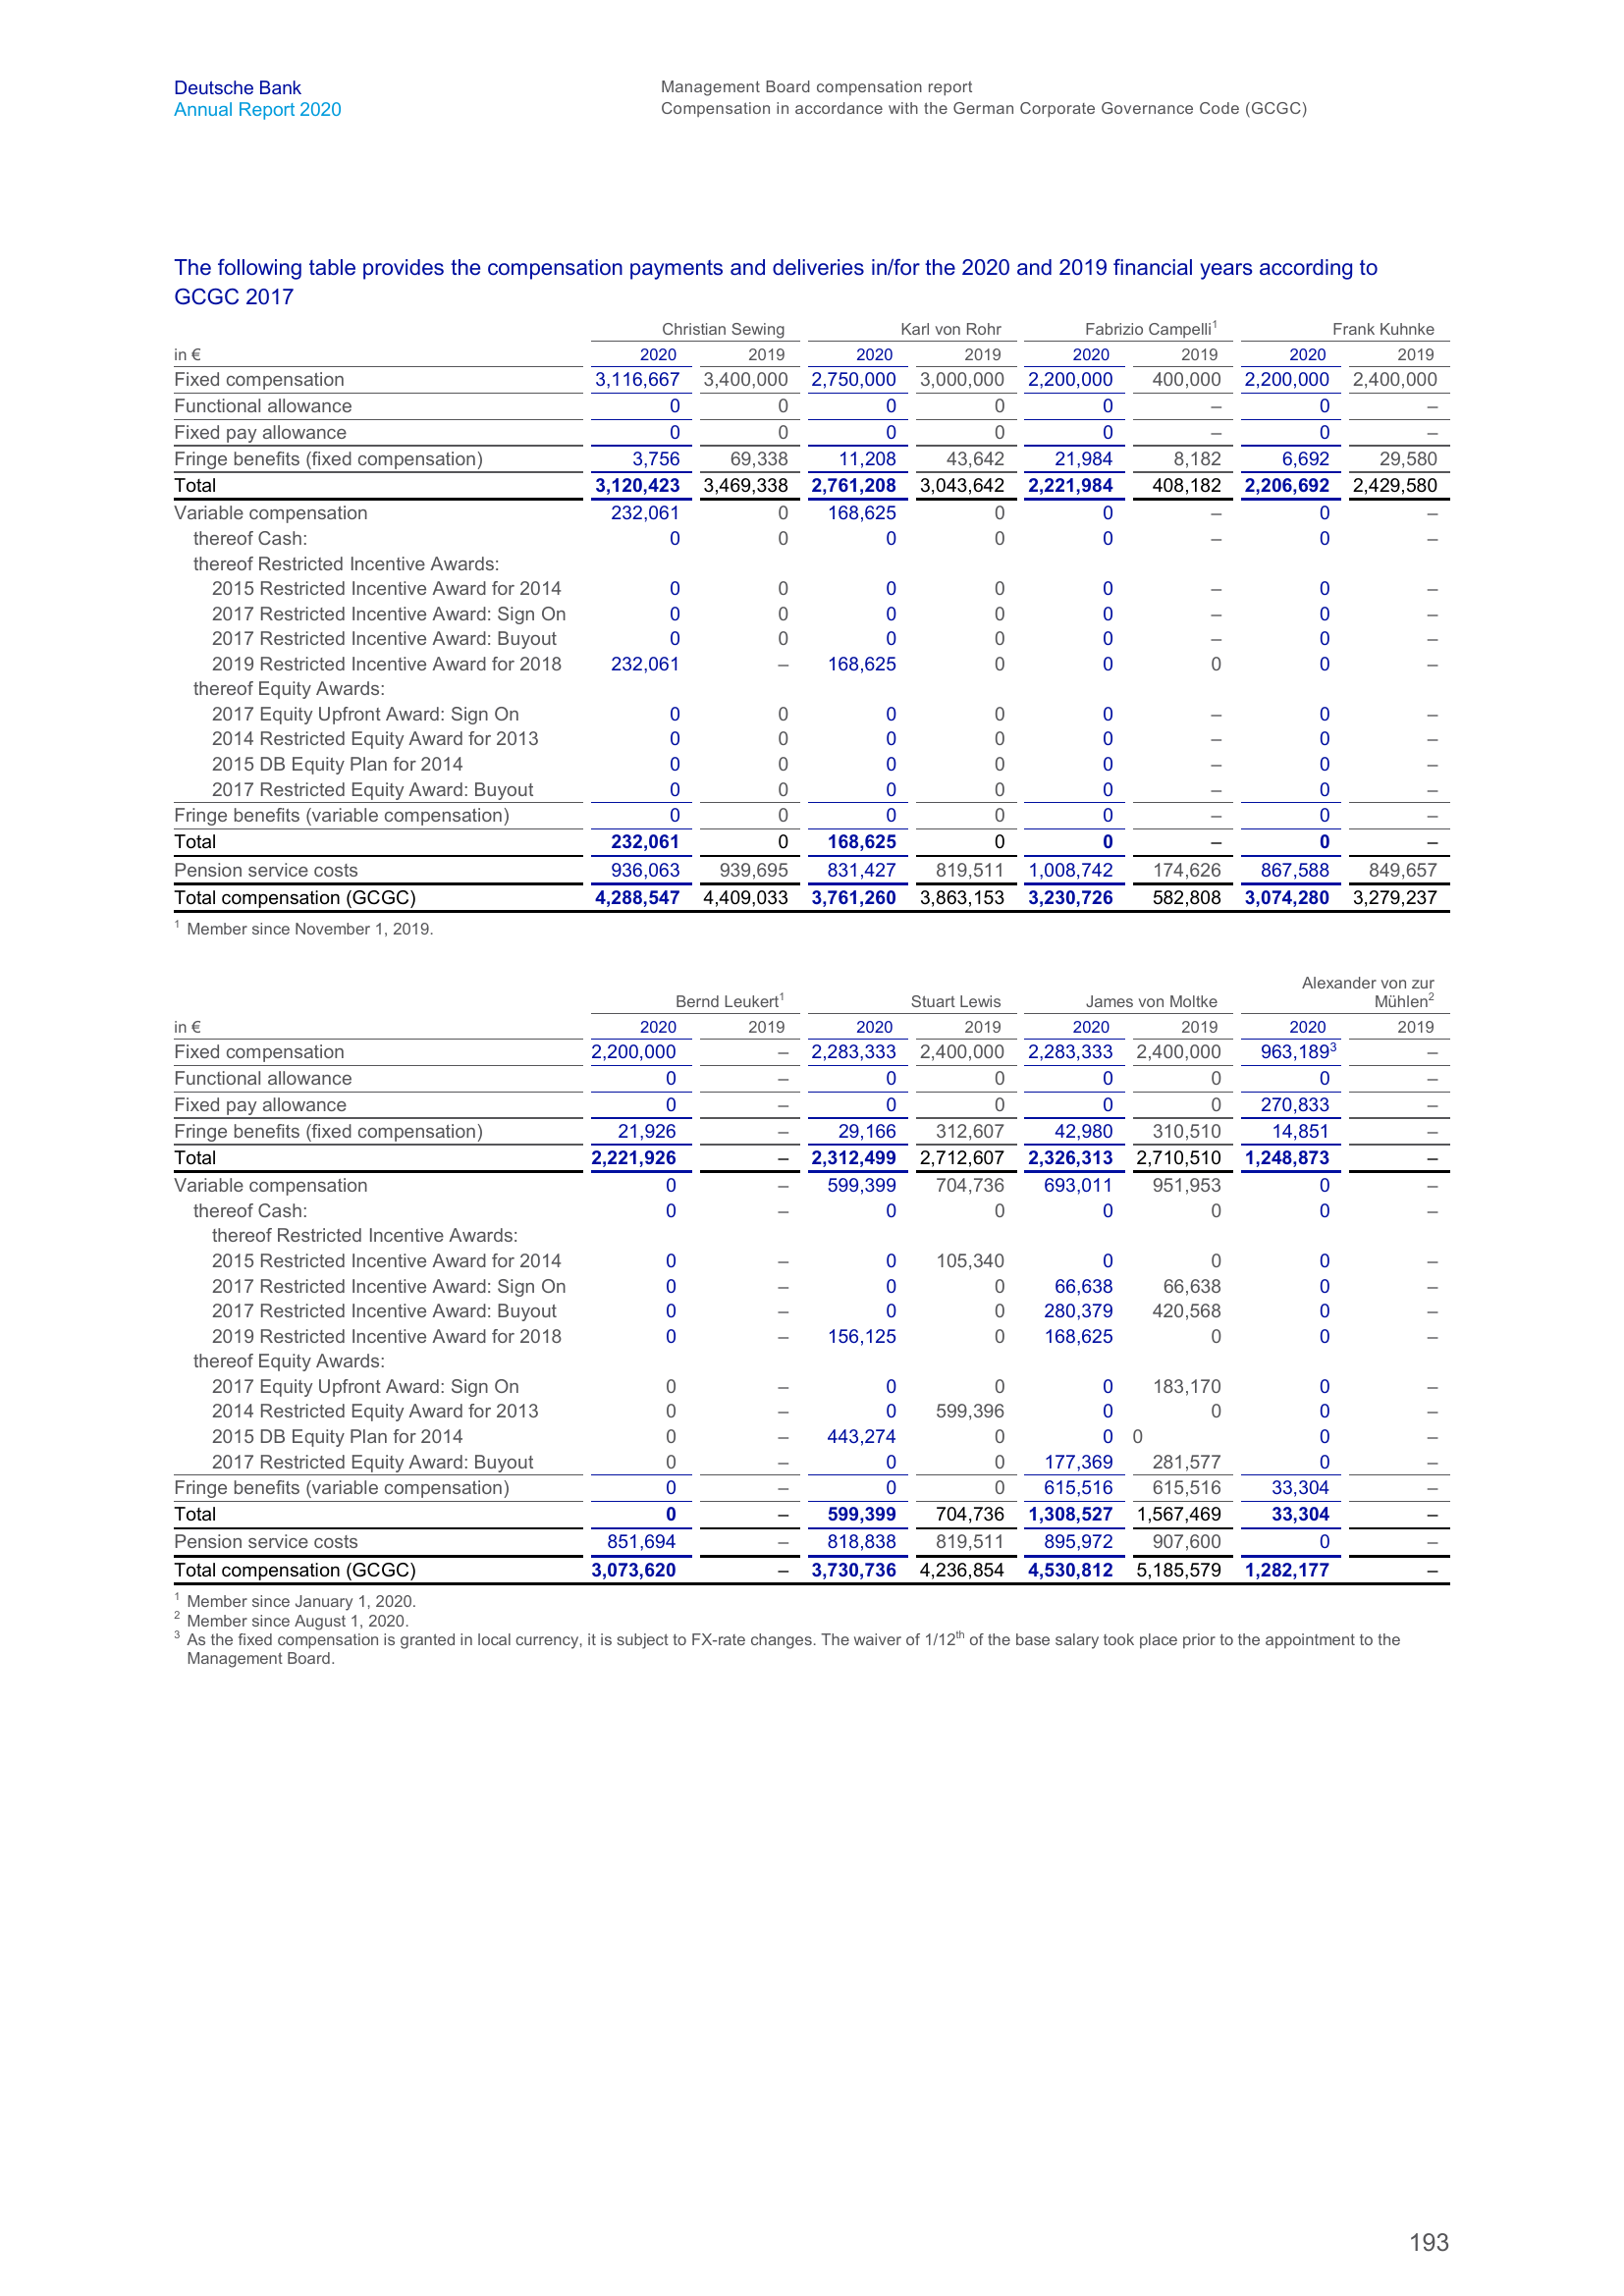 Deutsche Bank
Annual Report 2020
Management Board compensation report
Compensation in accordance with the German Corporate Governance Code (GCGC)
The following table provides the compensation payments and deliveries in/for the 2020 and 2019 financial years according to
GCGC 2017
Christian Sewing Karl von Rohr Fabrizio Campelli1 Frank Kuhnke
in € 2020 2019 2020 2019 2020 2019 2020 2019
Fixed compensation 3,116,667 3,400,000 2,750,000 3,000,000 2,200,000 400,000 2,200,000 2,400,000
Functional allowance 0 0 0 0 0 – 0 –
Fixed pay allowance 0 0 0 0 0 – 0 –
Fringe benefits (fixed compensation) 3,756 69,338 11,208 43,642 21,984 8,182 6,692 29,580
Total 3,120,423 3,469,338 2,761,208 3,043,642 2,221,984 408,182 2,206,692 2,429,580
Variable compensation 232,061 0 168,625 0 0 – 0 –
thereof Cash: 0 0 0 0 0 – 0 –
thereof Restricted Incentive Awards:
2015 Restricted Incentive Award for 2014 0 0 0 0 0 – 0 –
2017 Restricted Incentive Award: Sign On 0 0 0 0 0 – 0 –
2017 Restricted Incentive Award: Buyout 0 0 0 0 0 – 0 –
2019 Restricted Incentive Award for 2018 232,061 – 168,625 0 0 0 0 –
thereof Equity Awards:
2017 Equity Upfront Award: Sign On 0 0 0 0 0 – 0 –
2014 Restricted Equity Award for 2013 0 0 0 0 0 – 0 –
2015 DB Equity Plan for 2014 0 0 0 0 0 – 0 –
2017 Restricted Equity Award: Buyout 0 0 0 0 0 – 0 –
Fringe benefits (variable compensation) 0 0 0 0 0 – 0 –
Total 232,061 0 168,625 0 0 – 0 –
Pension service costs 936,063 939,695 831,427 819,511 1,008,742 174,626 867,588 849,657
Total compensation (GCGC) 4,288,547 4,409,033 3,761,260 3,863,153 3,230,726 582,808 3,074,280 3,279,237
1 Member since November 1, 2019.
Alexander von zur
Bernd Leukert1 Stuart Lewis James von Moltke Mühlen2
in € 2020 2019 2020 2019 2020 2019 2020 2019
Fixed compensation 2,200,000 – 2,283,333 2,400,000 2,283,333 2,400,000 963,1893 –
Functional allowance 0 – 0 0 0 0 0 –
Fixed pay allowance 0 – 0 0 0 0 270,833 –
Fringe benefits (fixed compensation) 21,926 – 29,166 312,607 42,980 310,510 14,851 –
Total 2,221,926 – 2,312,499 2,712,607 2,326,313 2,710,510 1,248,873 –
Variable compensation 0 – 599,399 704,736 693,011 951,953 0 –
thereof Cash: 0 – 0 0 0 0 0 –
thereof Restricted Incentive Awards:
2015 Restricted Incentive Award for 2014 0 – 0 105,340 0 0 0 –
2017 Restricted Incentive Award: Sign On 0 – 0 0 66,638 66,638 0 –
2017 Restricted Incentive Award: Buyout 0 – 0 0 280,379 420,568 0 –
2019 Restricted Incentive Award for 2018 0 – 156,125 0 168,625 0 0 –
thereof Equity Awards:
2017 Equity Upfront Award: Sign On 0 – 0 0 0 183,170 0 –
2014 Restricted Equity Award for 2013 0 – 0 599,396 0 0 0 –
2015 DB Equity Plan for 2014 0 – 443,274 0 0 0 0 –
2017 Restricted Equity Award: Buyout 0 – 0 0 177,369 281,577 0 –
Fringe benefits (variable compensation) 0 – 0 0 615,516 615,516 33,304 –
Total 0 – 599,399 704,736 1,308,527 1,567,469 33,304 –
Pension service costs 851,694 – 818,838 819,511 895,972 907,600 0 –
Total compensation (GCGC) 3,073,620 – 3,730,736 4,236,854 4,530,812 5,185,579 1,282,177 –
1 Member since January 1, 2020.
2 Member since August 1, 2020.
3 As the fixed compensation is granted in local currency, it is subject to FX-rate changes. The waiver of 1/12th of the base salary took place prior to the appointment to the
Management Board.
193